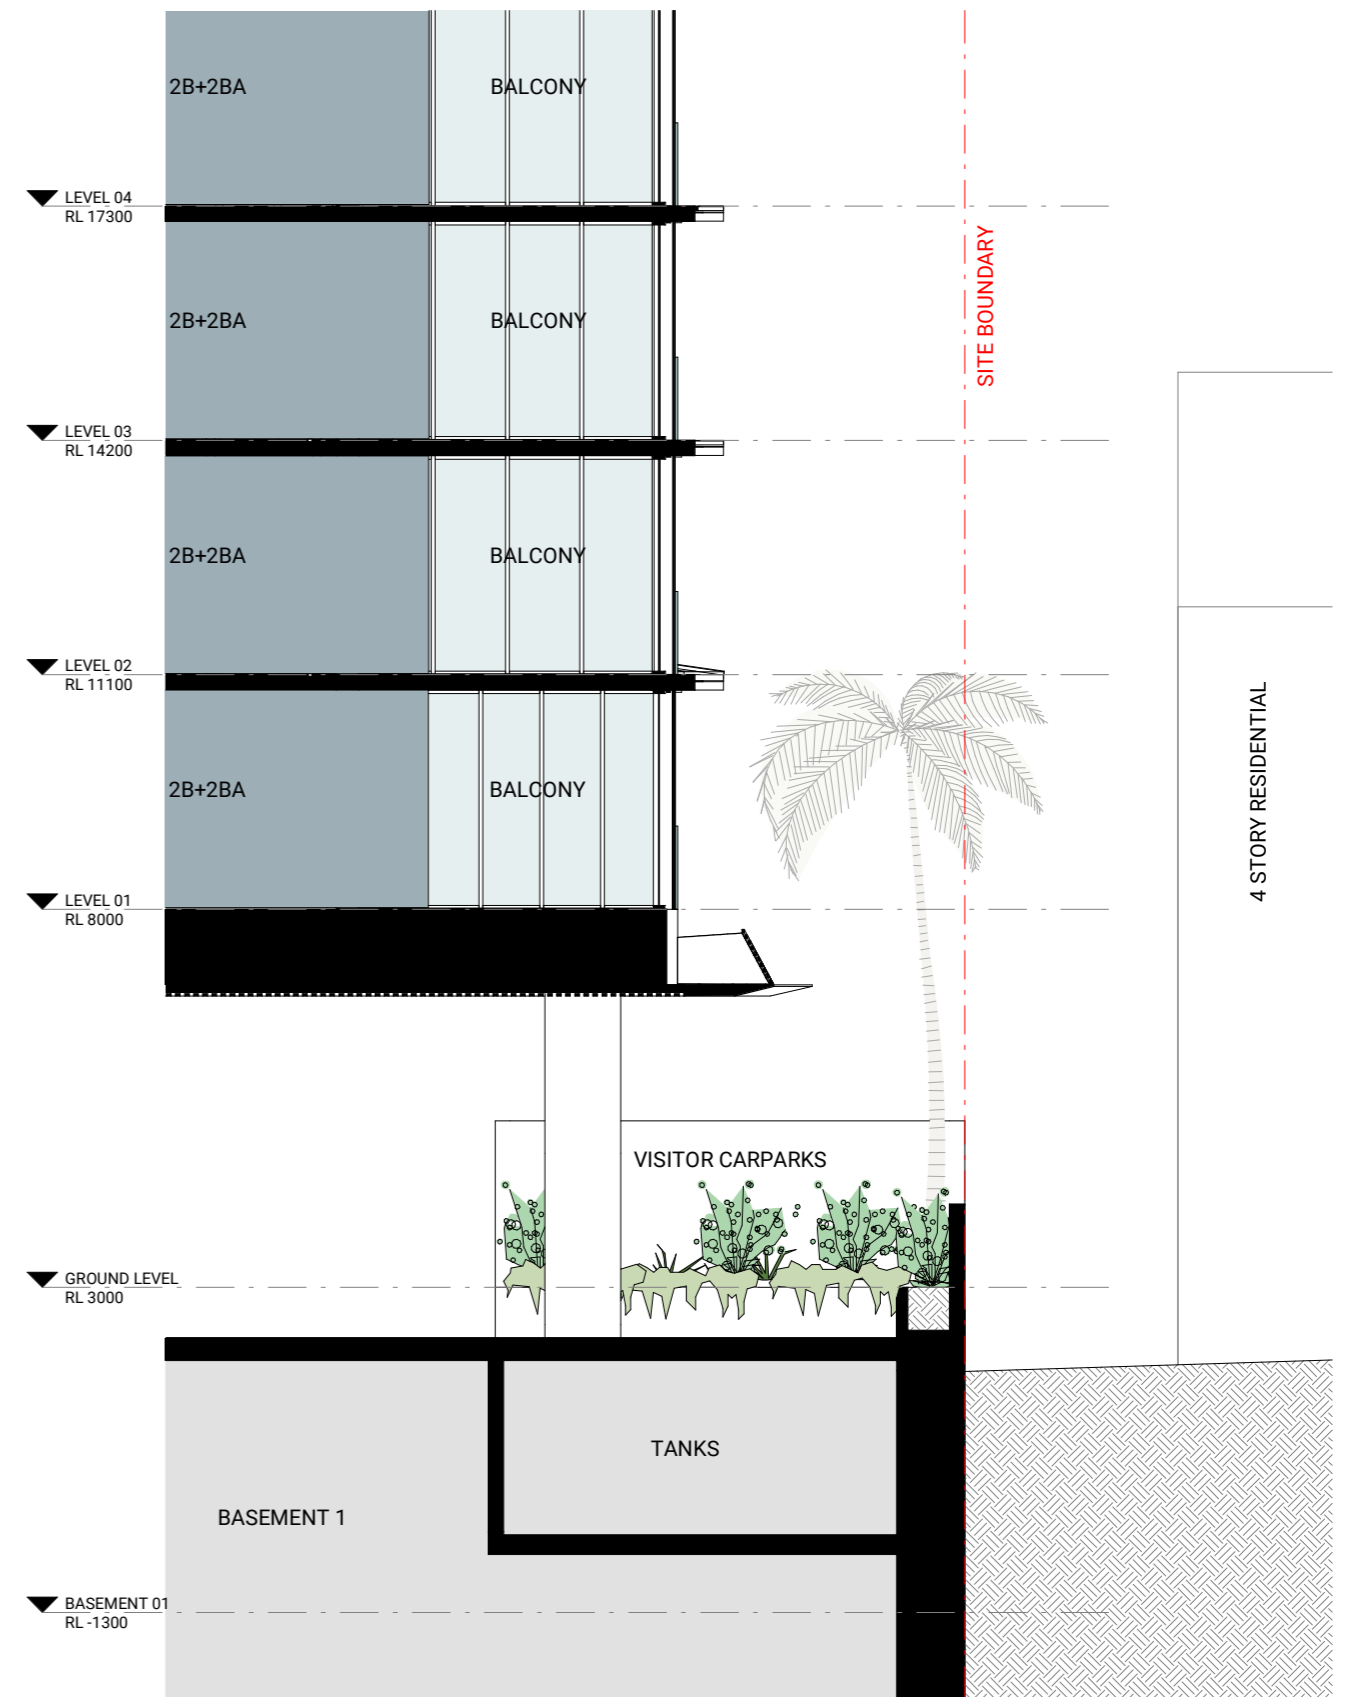 2B+2BA
BALCONY
LEVEL 04
RL 17300
SITE BOUNDARY
2B+2BA
BALCONY
LEVEL 03
RL 14200
2B+2BA
BALCONY
LEVEL 02
RL 11100
4 STORY RESIDENTIAL
2B+2BA
BALCONY
LEVEL 01
RL 8000
VISITOR CARPARKS
GROUND LEVEL
RL 3000
TANKS
BASEMENT 1
BASEMENT 01
RL -1300